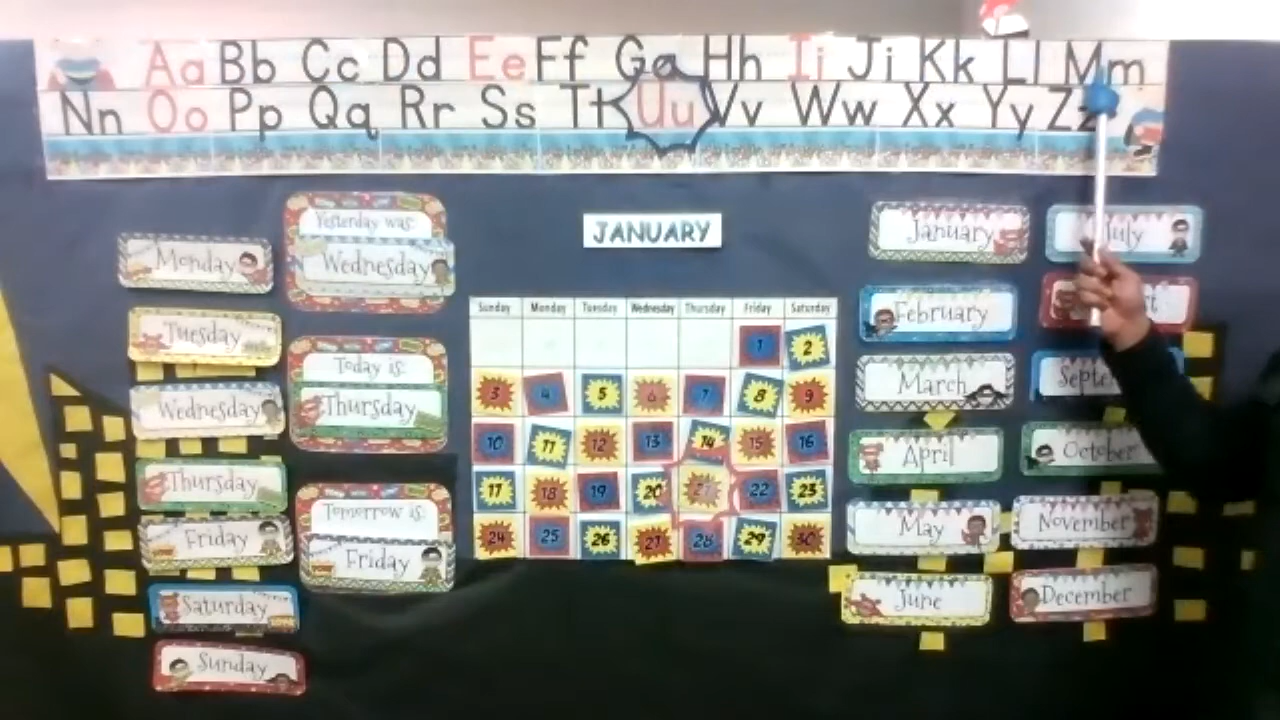 Aa Bb Cc Dd Ee Ff Gg Hh Ii Jj Kk Ll Mm
Nn Oo Pp Qq Rr Ss Tt Uu Vv Ww Xx Yy Zz
Monday
Tuesday
Wednesday
Thursday
Friday
Saturday
Sunday
Yesterday was:
Wednesday
Today is:
Thursday
Tomorrow is:
Friday
JANUARY
Sunday Monday Tuesday Wednesday Thursday Friday Saturday
1 2
3 4 5 6 7 8 9
10 11 12 13 14 15 16
17 18 19 20 21 22 23
24 25 26 27 28 29 30
January
February
March
April
May
June
July
October
November
December